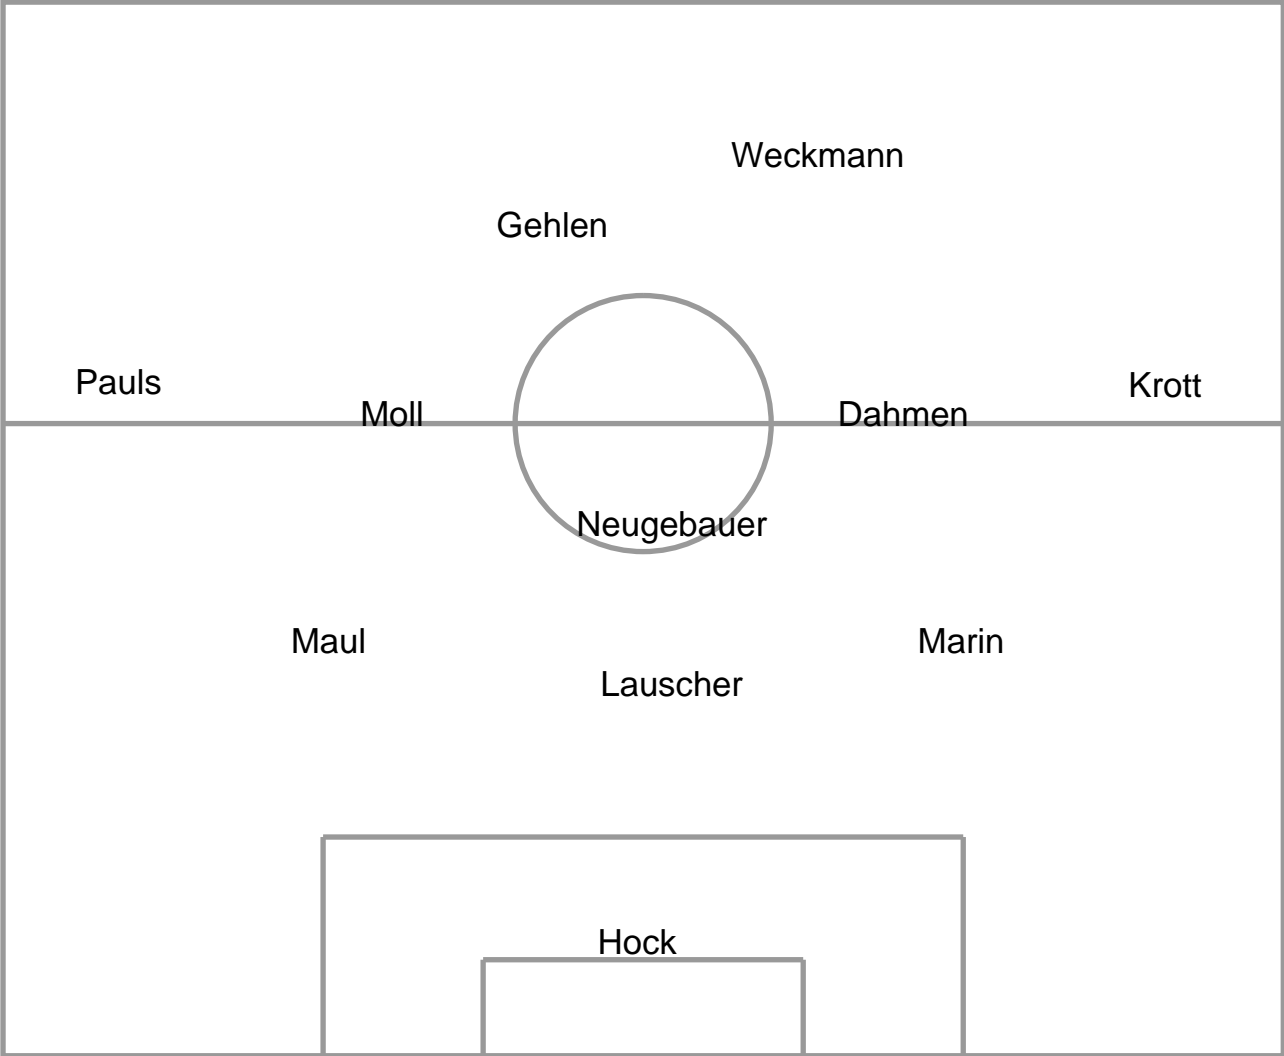 Weckmann
Gehlen
Pauls
Krott
Moll
Dahmen
Neugebauer
Maul
Marin
Lauscher
Hock